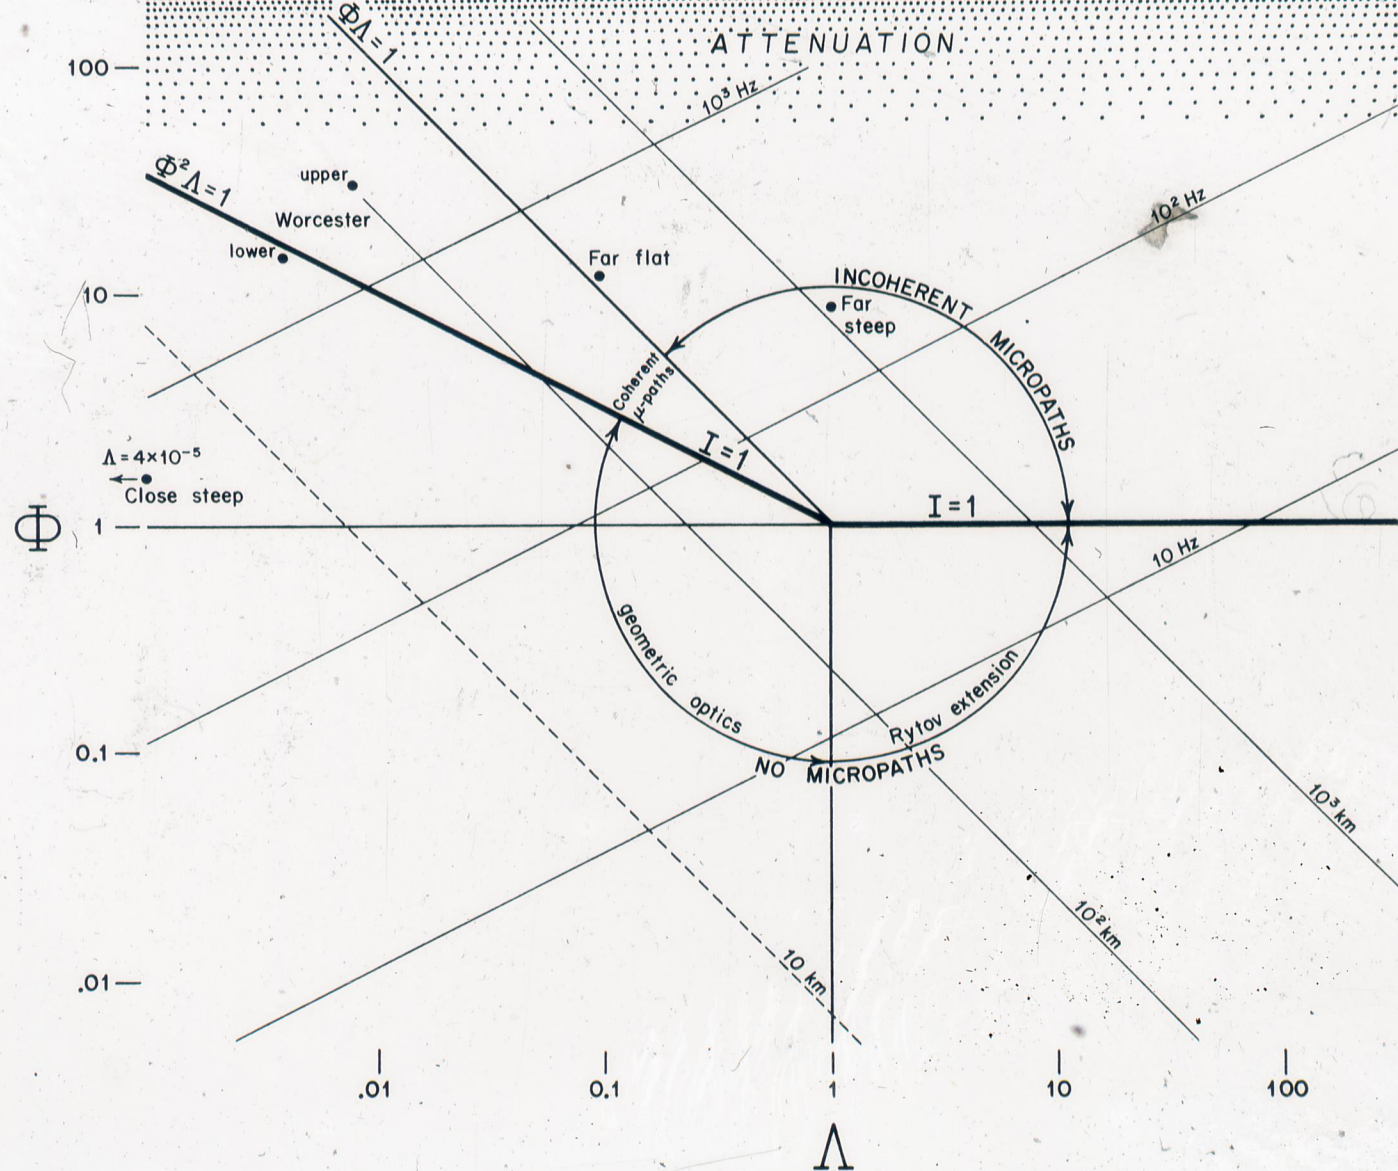 ΦΛ=1
ATTENUATION
100
10³ Hz
Φ²Λ=1
upper
Worcester
lower
10² Hz
Far flat
10
INCOHERENT MICROPATHS
Far
steep
Coherent
μ-paths
I=1
Λ=4×10⁻⁵
Close steep
I=1
Φ
1
10 Hz
geometric optics
Rytov extension
0.1
NO MICROPATHS
10³ km
10² km
10 km
.01
.01
0.1
1
10
100
Λ